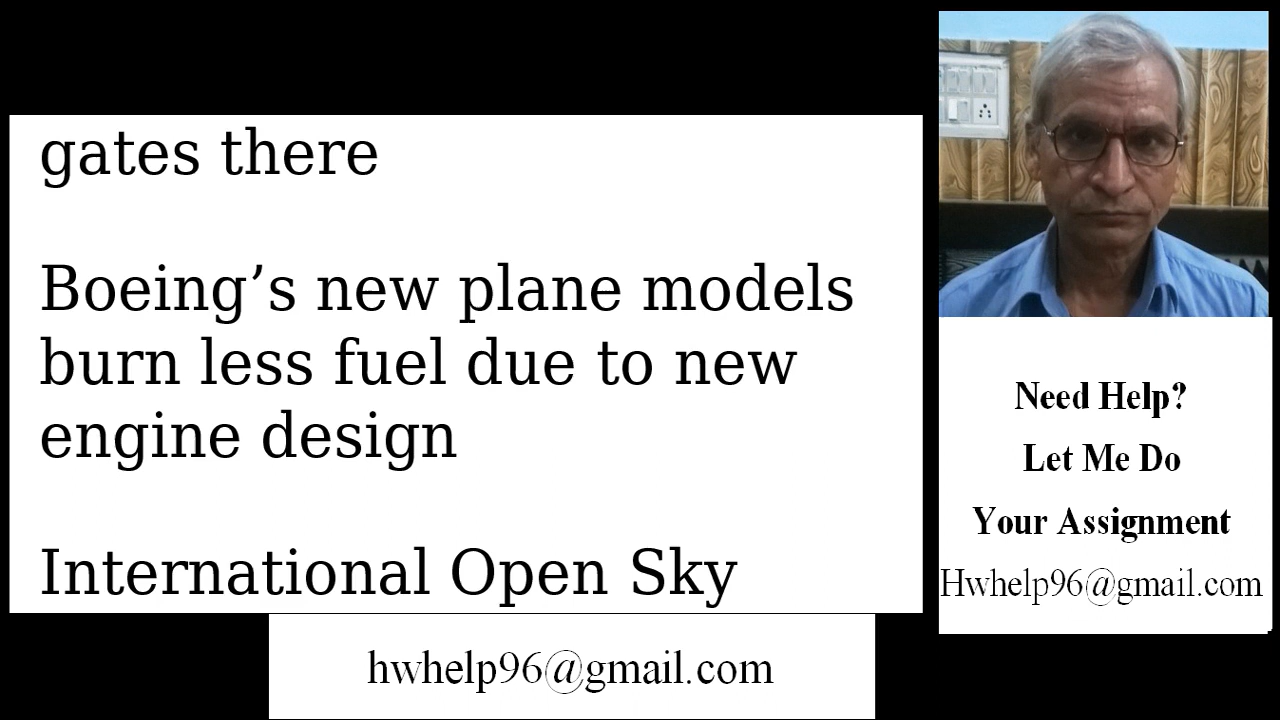 gates there
Boeing’s new plane models
burn less fuel due to new
engine design
International Open Sky
Need Help?
Let Me Do
Your Assignment
Hwhelp96@gmail.com
hwhelp96@gmail.com